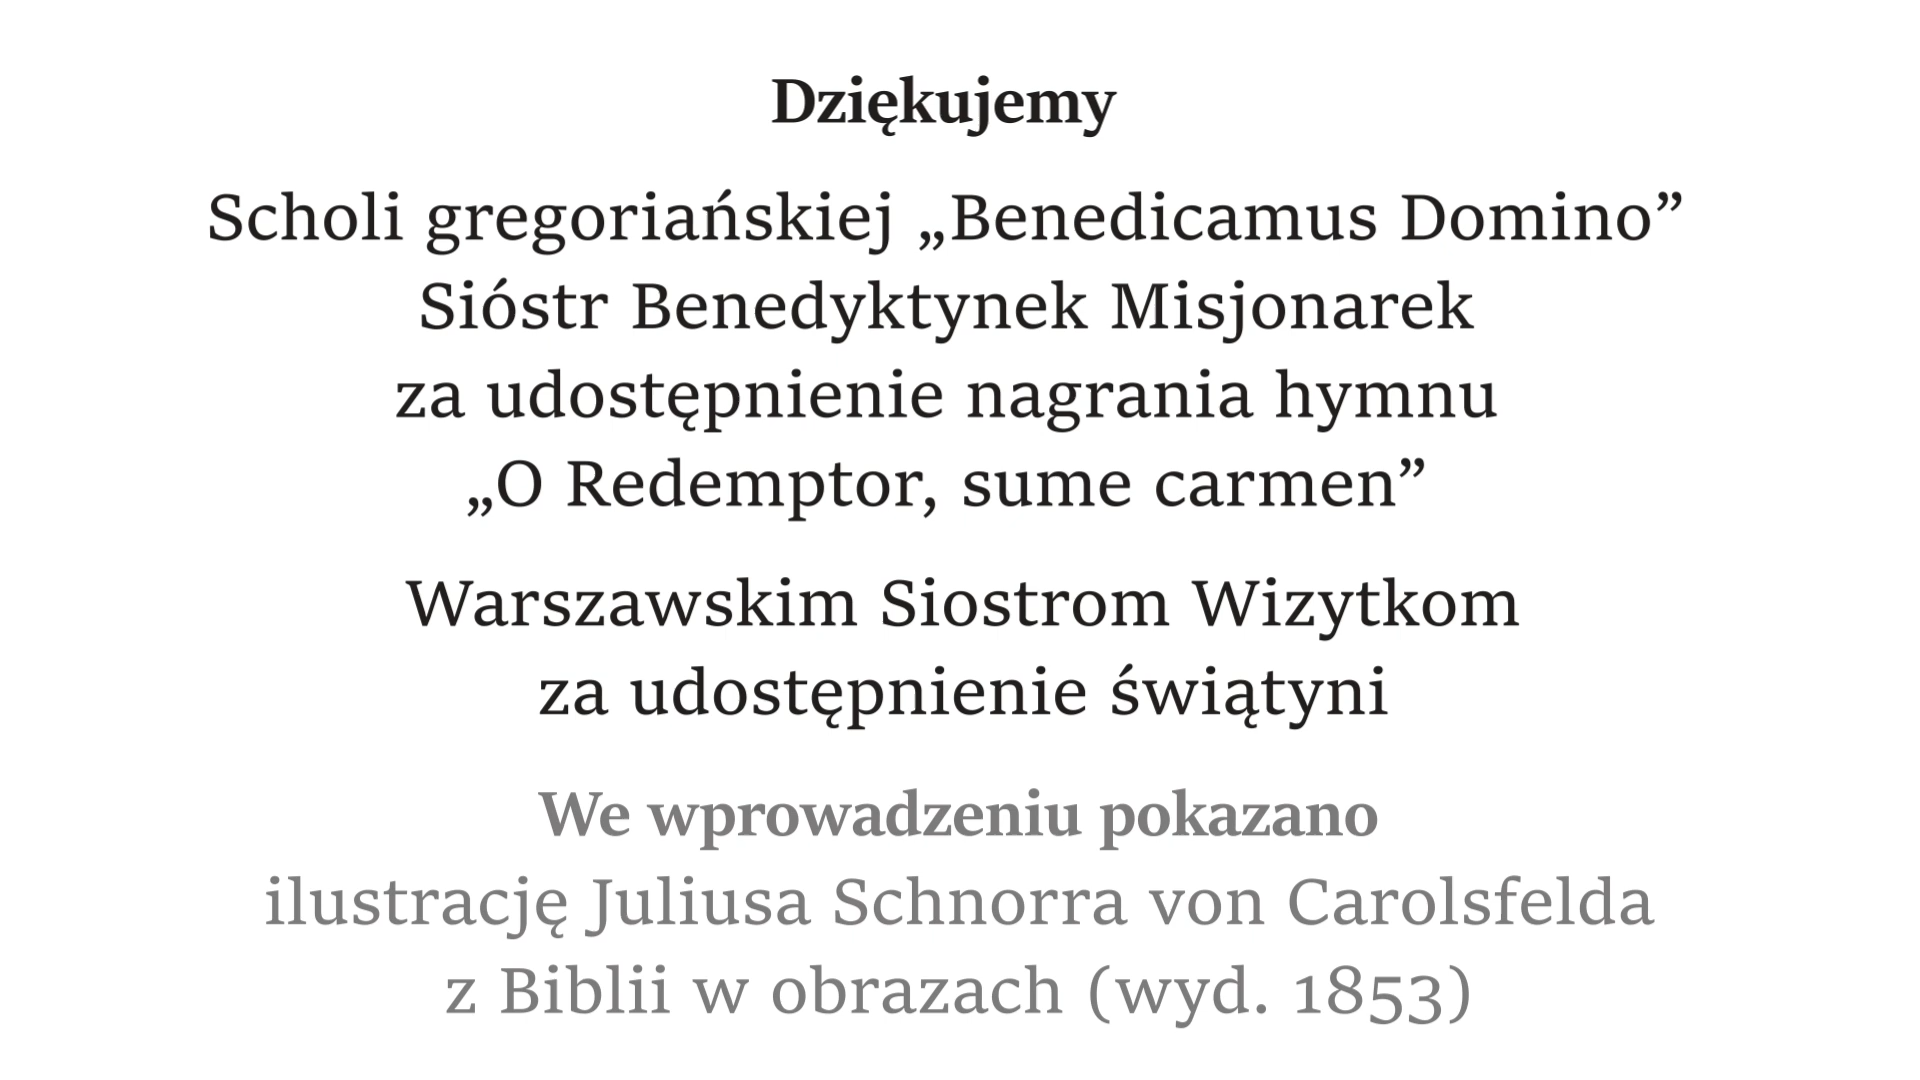 Dziękujemy
Scholi gregoriańskiej „Benedicamus Domino”
Sióstr Benedyktynek Misjonarek
za udostępnienie nagrania hymnu
„O Redemptor, sume carmen”
Warszawskim Siostrom Wizytkom
za udostępnienie świątyni
We wprowadzeniu pokazano
ilustrację Juliusa Schnorra von Carolsfelda
z Biblii w obrazach (wyd. 1853)